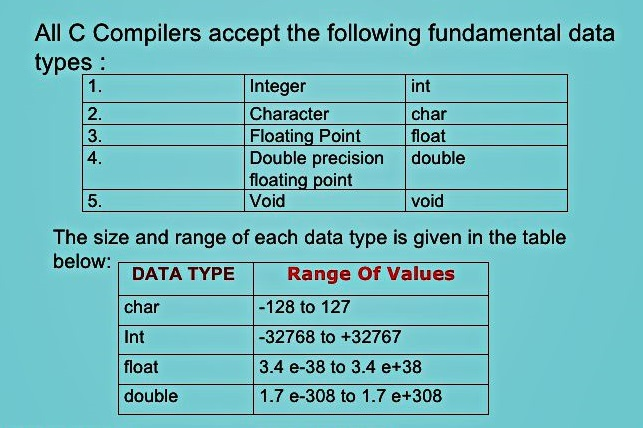 All C Compilers accept the following fundamental data
types :
1. Integer int
2. Character char
3. Floating Point float
4. Double precision double
floating point
5. Void void
The size and range of each data type is given in the table
below:
DATA TYPE Range Of Values
char -128 to 127
Int -32768 to +32767
float 3.4 e-38 to 3.4 e+38
double 1.7 e-308 to 1.7 e+308